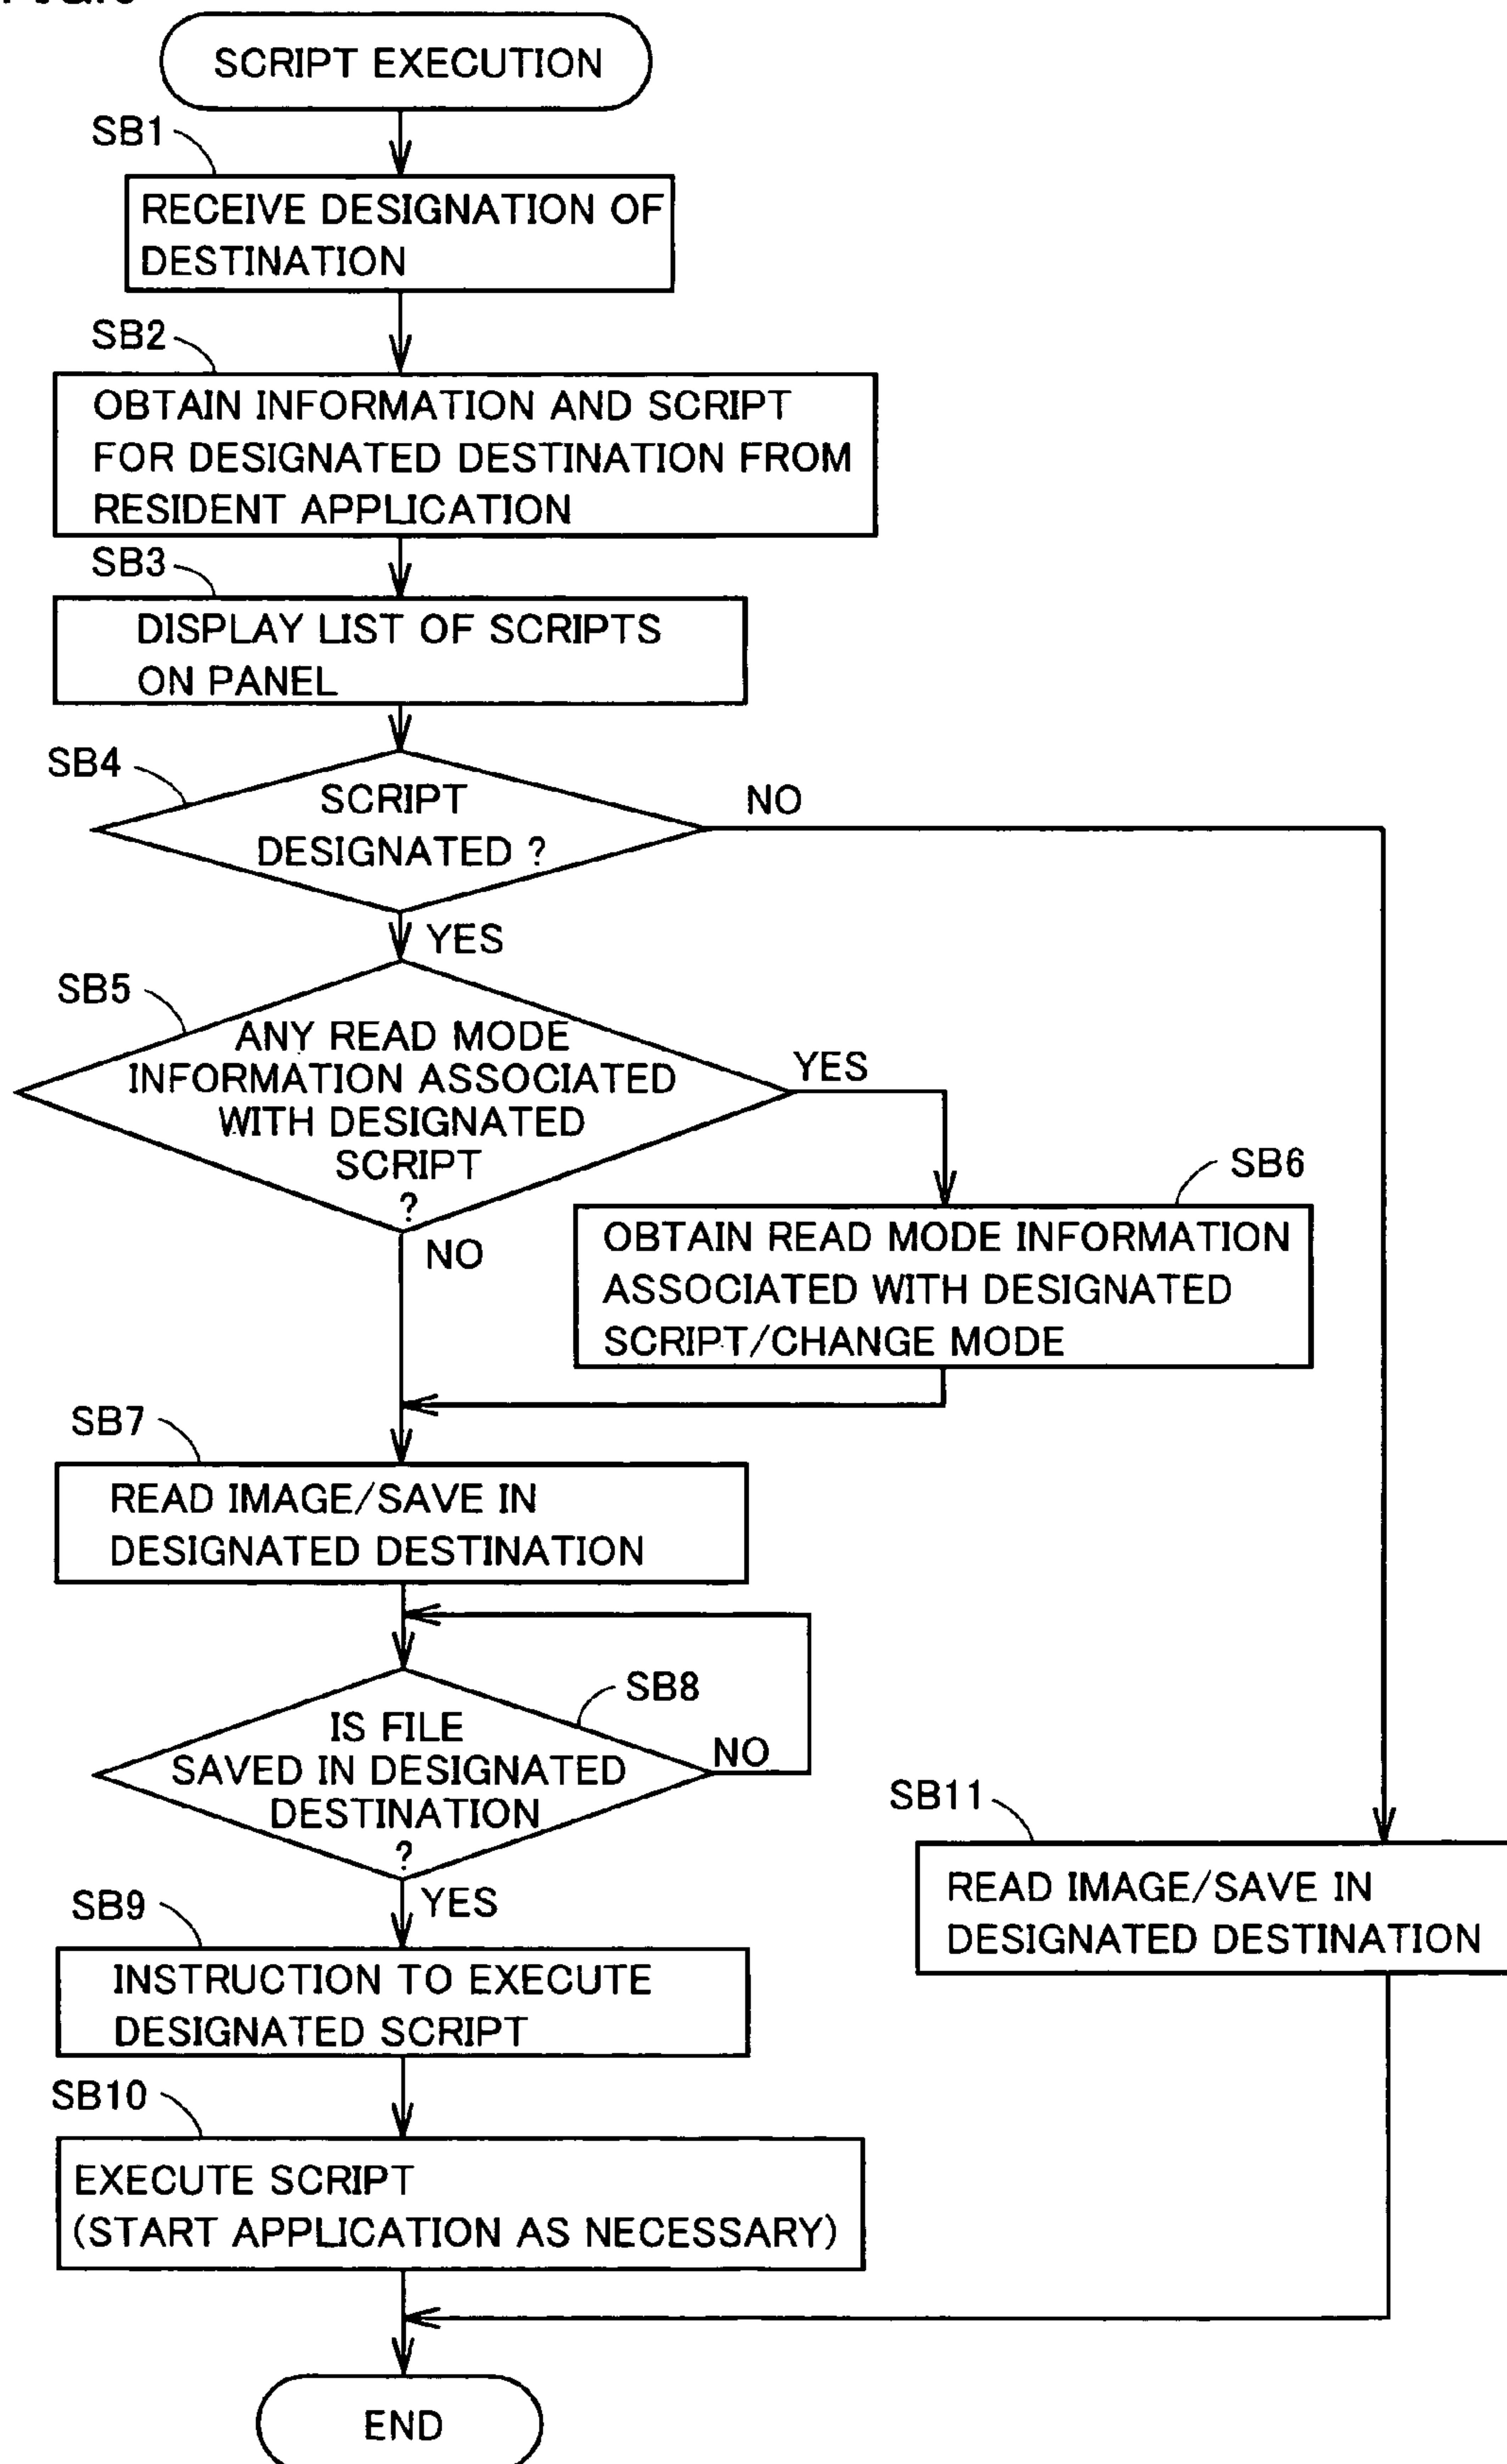 SCRIPT EXECUTION
SB1
RECEIVE DESIGNATION OF
DESTINATION
SB2
OBTAIN INFORMATION AND SCRIPT
FOR DESIGNATED DESTINATION FROM
RESIDENT APPLICATION
SB3
DISPLAY LIST OF SCRIPTS
ON PANEL
SB4
SCRIPT
DESIGNATED ?
NO
YES
SB5
ANY READ MODE
INFORMATION ASSOCIATED
WITH DESIGNATED
SCRIPT
?
YES
NO
SB6
OBTAIN READ MODE INFORMATION
ASSOCIATED WITH DESIGNATED
SCRIPT/CHANGE MODE
SB7
READ IMAGE/SAVE IN
DESIGNATED DESTINATION
SB8
IS FILE
SAVED IN DESIGNATED
DESTINATION
?
NO
YES
SB11
READ IMAGE/SAVE IN
DESIGNATED DESTINATION
SB9
INSTRUCTION TO EXECUTE
DESIGNATED SCRIPT
SB10
EXECUTE SCRIPT
(START APPLICATION AS NECESSARY)
END